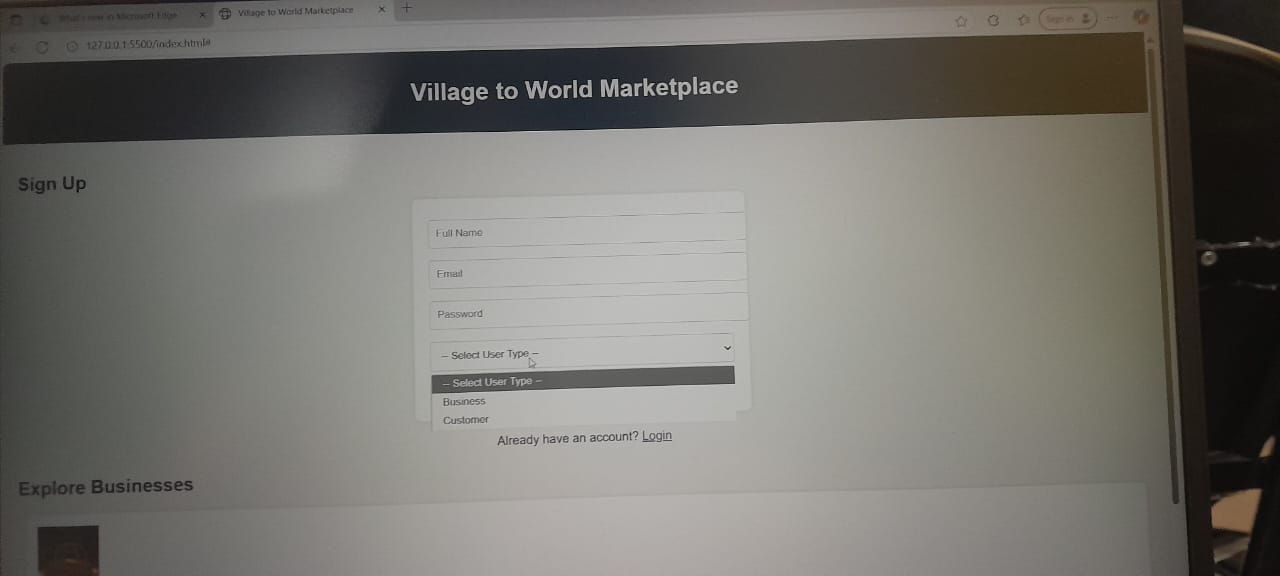 What's new in Microsoft Edge
Village to World Marketplace
127.0.0.1:5500/index.html#
Sign in
Village to World Marketplace
Sign Up
Full Name
Email
Password
-- Select User Type --
-- Select User Type --
Business
Customer
Already have an account? Login
Explore Businesses